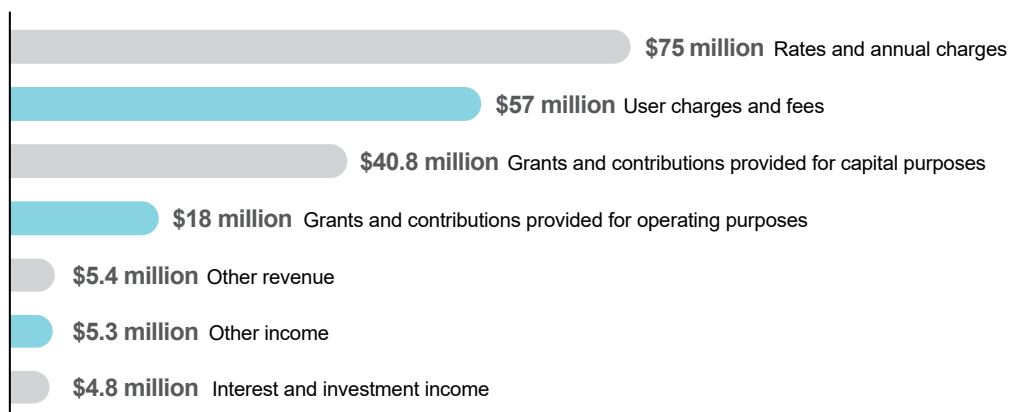 $75 million Rates and annual charges
$57 million User charges and fees
$40.8 million Grants and contributions provided for capital purposes
$18 million Grants and contributions provided for operating purposes
$5.4 million Other revenue
$5.3 million Other income
$4.8 million Interest and investment income